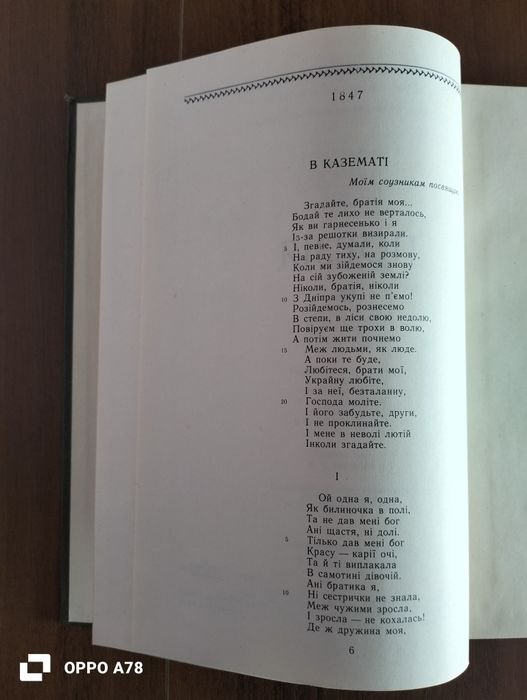 1847
В КАЗЕМАТІ
Моїм соузникам посвящаю
Згадайте, братія моя...
Бодай те лихо не верталось,
Як ви гарнесенько і я
Із-за решотки визирали.
5 І, певне, думали, коли
На раду тиху, на розмову,
Коли ми зійдемося знову
На сій зубоженій землі?
Ніколи, братія, ніколи
10 З Дніпра укупі не п'ємо!
Розійдемось, рознесемо
В степи, в ліси свою недолю,
Повіруєм ще трохи в волю,
А потім жити почнемо
15 Меж людьми, як люде.
А поки те буде,
Любітеся, брати мої,
Украйну любіте,
І за неї, безталанну,
20 Господа моліте.
І його забудьте, други,
І не проклинайте.
І мене в неволі лютій
Інколи згадайте.
І
Ой одна я, одна,
Як билиночка в полі,
Та не дав мені бог
Ані щастя, ні долі.
5 Тілько дав мені бог
Красу — карії очі,
Та й ті виплакала
В самотині дівочій.
Ані братика я,
10 Ні сестрички не знала,
Меж чужими зросла,
І зросла — не кохалась!
Де ж дружина моя,
6
OPPO A78